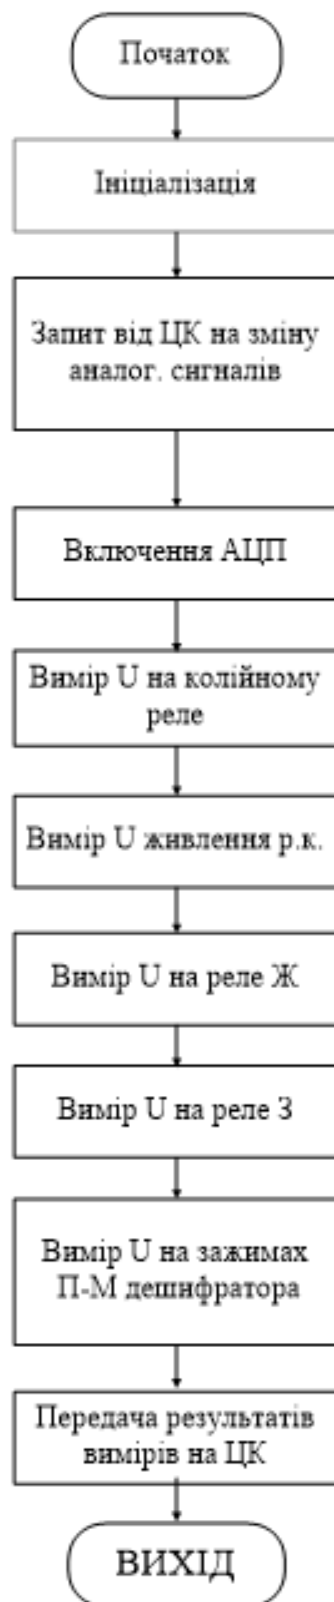 Початок
Ініціалізація
Запит від ЦК на зміну
аналог. сигналів
Включення АЦП
Вимір U на колійному
реле
Вимір U живлення р.к.
Вимір U на реле Ж
Вимір U на реле З
Вимір U на зажимах
П-М дешифратора
Передача результатів
вимірів на ЦК
ВИХІД